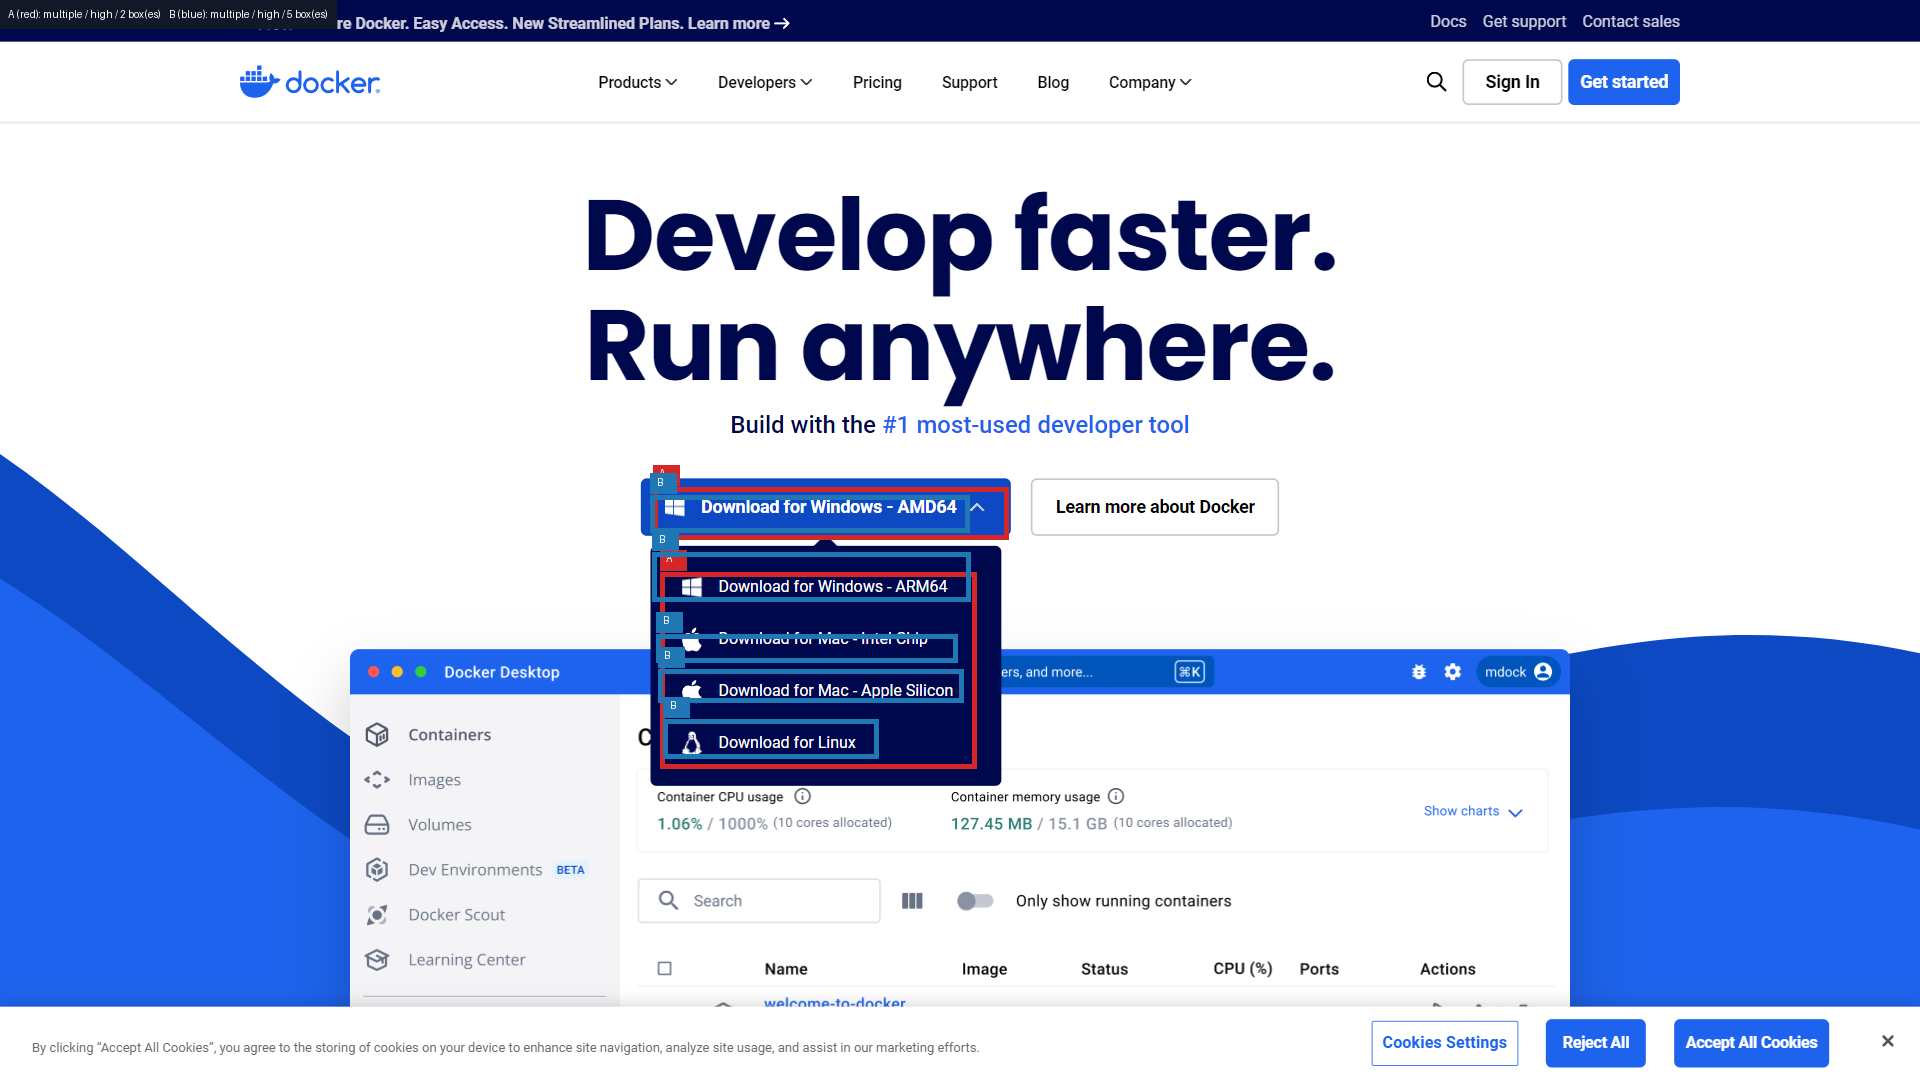 A (red): multiple / high / 2 box(es) B (blue): multiple / high / 5 box(es)
re Docker. Easy Access. New Streamlined Plans. Learn more →
Docs Get support Contact sales
docker
Products Developers Pricing Support Blog Company
Sign In Get started
Develop faster.
Run anywhere.
Build with the #1 most-used developer tool
A
B
Download for Windows - AMD64
Learn more about Docker
B
A
Download for Windows - ARM64
B
Download for Mac - Intel Chip
B
Download for Mac - Apple Silicon
B
Download for Linux
Docker Desktop
ers, and more...
⌘K
mdock
Containers
Images
Volumes
Dev Environments BETA
Docker Scout
Learning Center
C
Container CPU usage
1.06% / 1000% (10 cores allocated)
Container memory usage
127.45 MB / 15.1 GB (10 cores allocated)
Show charts
Search
Only show running containers
Name Image Status CPU (%) Ports Actions
welcome-to-docker
By clicking “Accept All Cookies”, you agree to the storing of cookies on your device to enhance site navigation, analyze site usage, and assist in our marketing efforts.
Cookies Settings Reject All Accept All Cookies